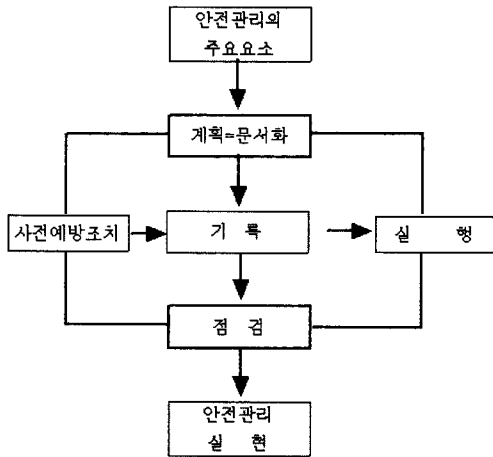 안전관리의
주요요소
계획=문서화
사전예방조치
기 록
실 행
점 검
안전관리
실 현